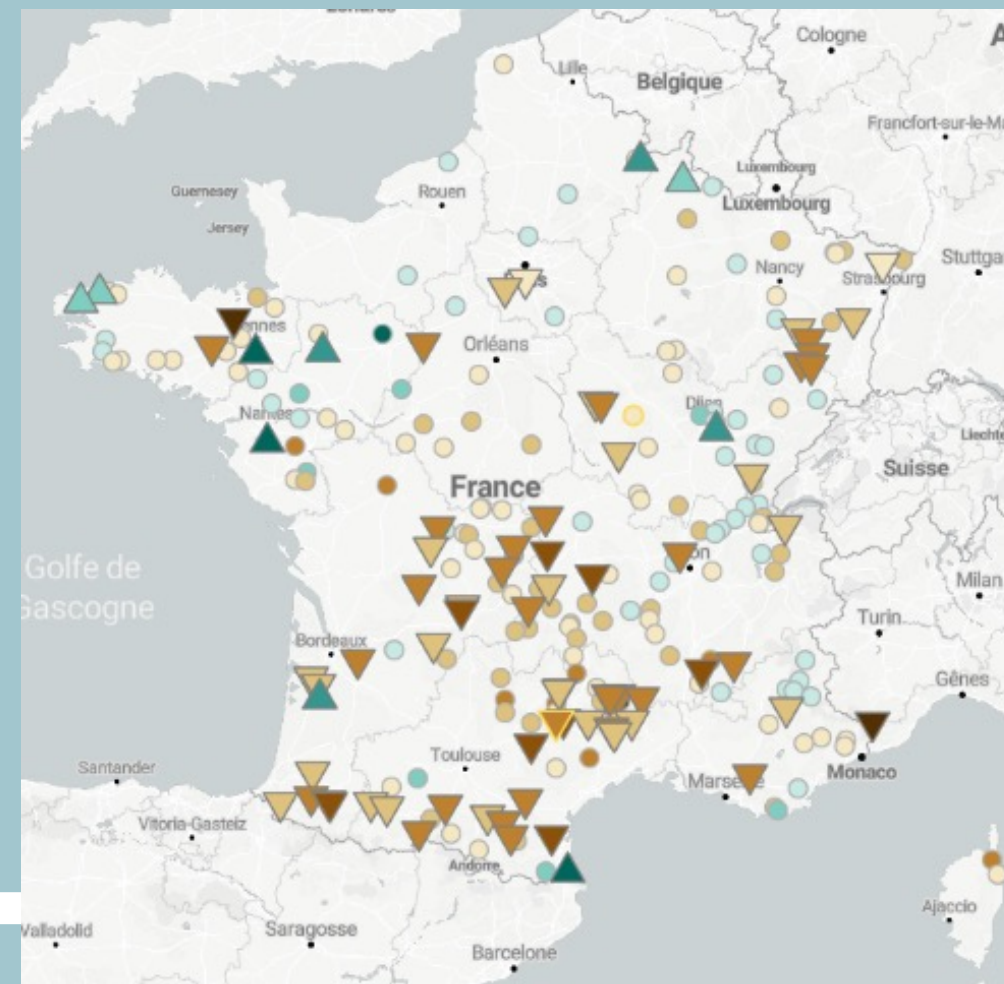 Cologne
Lille
Belgique
Francfort-sur-le-M
Luxembourg
Guernesey
Rouen
Luxembourg
Jersey
Nancy
Stuttga
Strasbourg
Orléans
Nantes
Dijon
Liecht
Suisse
France
Golfe de
Gascogne
Milan
Turin
Bordeaux
Gênes
Toulouse
Santander
Marseille
Monaco
Vitoria-Gasteiz
Andorre
Ajaccio
Valladolid
Saragosse
Barcelone